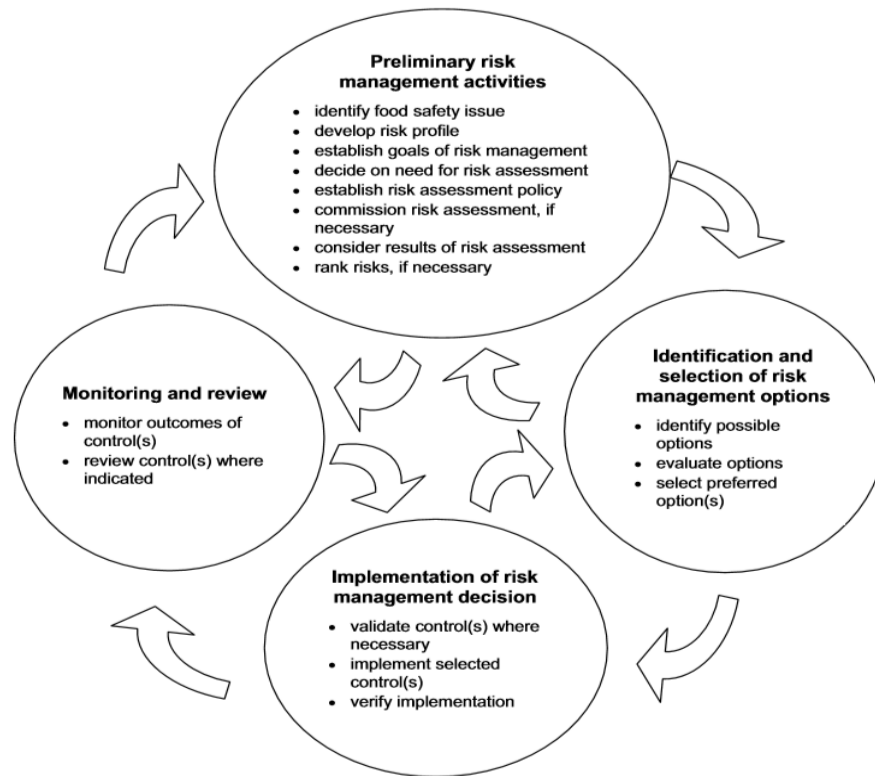 Preliminary risk
management activities
• identify food safety issue
• develop risk profile
• establish goals of risk management
• decide on need for risk assessment
• establish risk assessment policy
• commission risk assessment, if
necessary
• consider results of risk assessment
• rank risks, if necessary
Identification and
selection of risk
management options
• identify possible
options
• evaluate options
• select preferred
option(s)
Implementation of risk
management decision
• validate control(s) where
necessary
• implement selected
control(s)
• verify implementation
Monitoring and review
• monitor outcomes of
control(s)
• review control(s) where
indicated